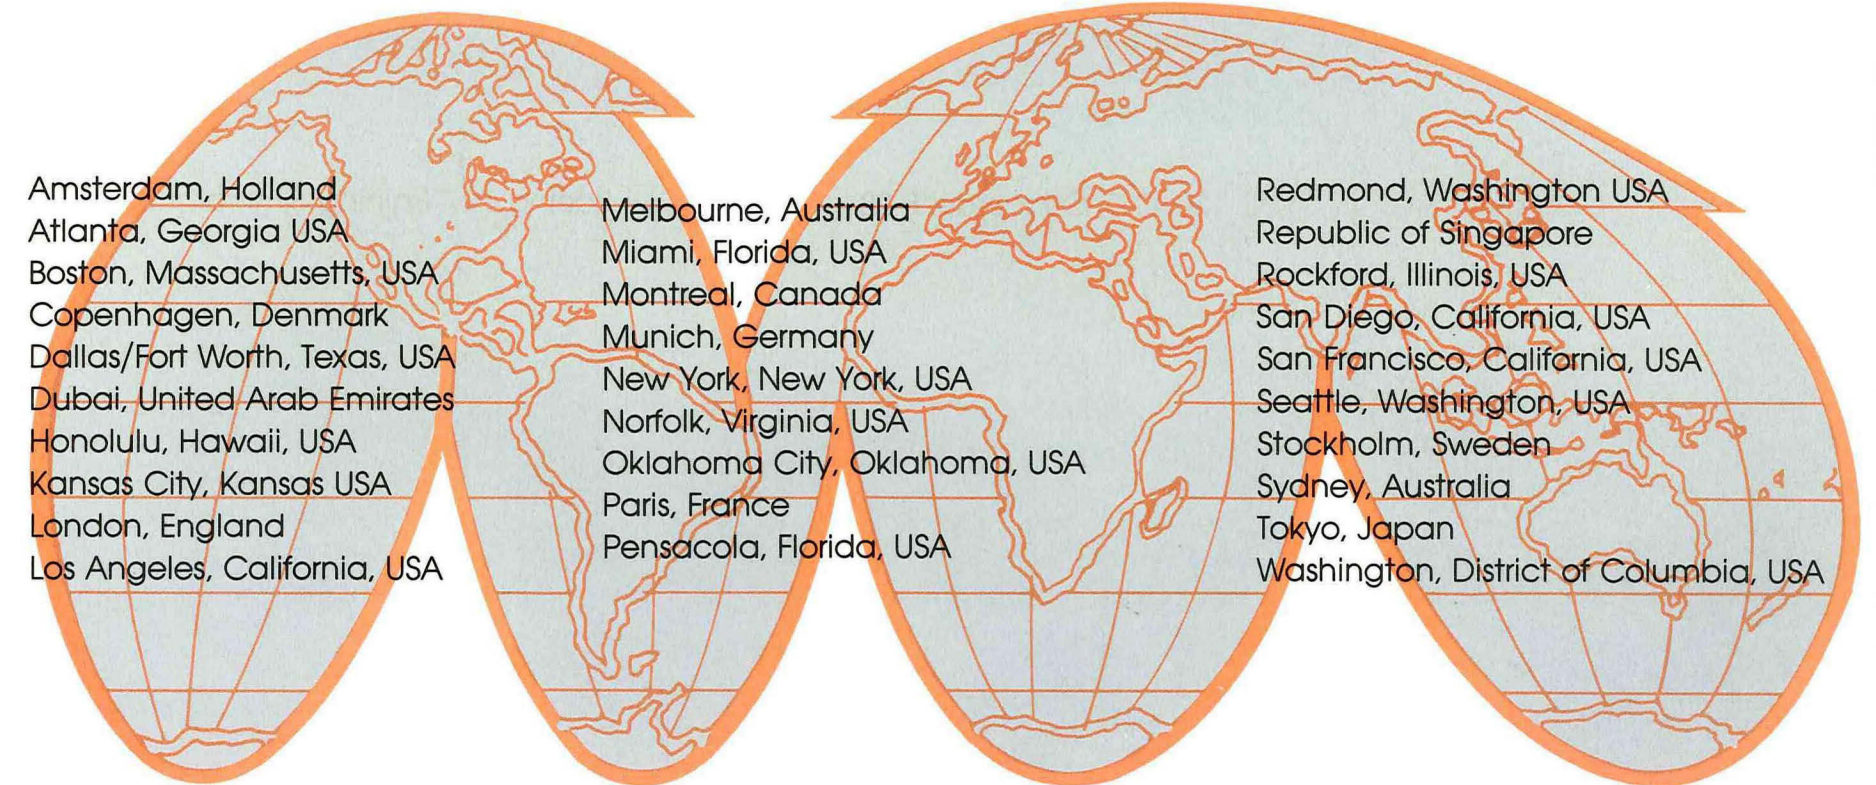 Amsterdam, Holland
Atlanta, Georgia USA
Boston, Massachusetts, USA
Copenhagen, Denmark
Dallas/Fort Worth, Texas, USA
Dubai, United Arab Emirates
Honolulu, Hawaii, USA
Kansas City, Kansas USA
London, England
Los Angeles, California, USA
Melbourne, Australia
Miami, Florida, USA
Montreal, Canada
Munich, Germany
New York, New York, USA
Norfolk, Virginia, USA
Oklahoma City, Oklahoma, USA
Paris, France
Pensacola, Florida, USA
Redmond, Washington USA
Republic of Singapore
Rockford, Illinois, USA
San Diego, California, USA
San Francisco, California, USA
Seattle, Washington, USA
Stockholm, Sweden
Sydney, Australia
Tokyo, Japan
Washington, District of Columbia, USA